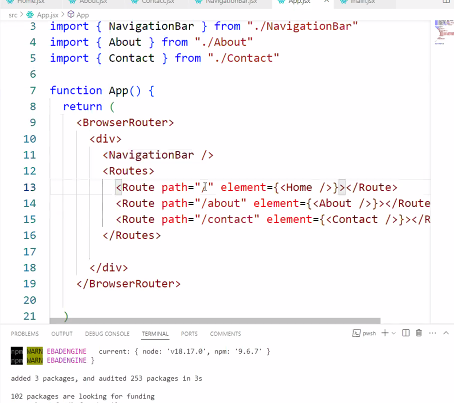 App.jsx
About.jsx
Contact.jsx
NavigationBar.jsx
App.jsx
main.jsx
src > App.jsx > App
3 import { NavigationBar } from "./NavigationBar"
4 import { About } from "./About"
5 import { Contact } from "./Contact"
6
7 function App() {
8 return (
9 <BrowserRouter>
10 <div>
11 <NavigationBar />
12 <Routes>
13 <Route path="/" element={<Home />}></Route>
14 <Route path="/about" element={<About />}></Route
15 <Route path="/contact" element={<Contact />}></R
16 </Routes>
17
18 </div>
19 </BrowserRouter>
20
21 )
PROBLEMS OUTPUT DEBUG CONSOLE TERMINAL PORTS COMMENTS pwsh
npm WARN EBADENGINE current: { node: 'v18.17.0', npm: '9.6.7' }
npm WARN EBADENGINE }
added 3 packages, and audited 253 packages in 3s
102 packages are looking for funding